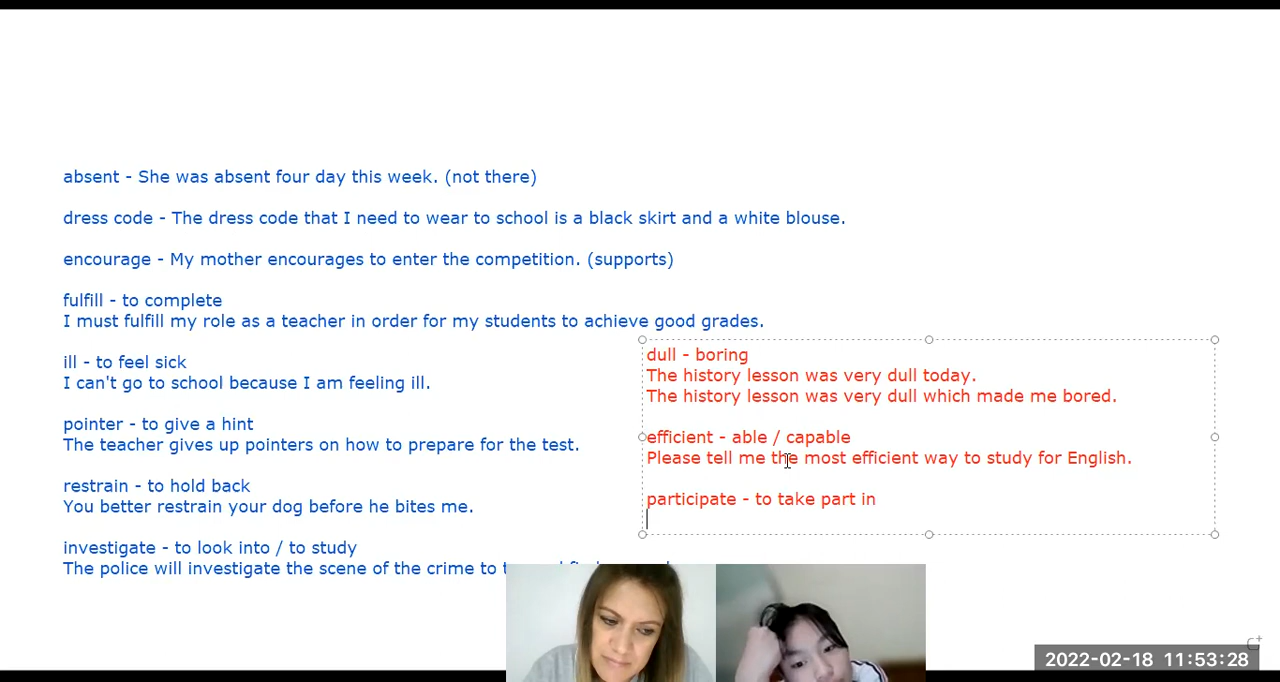 absent - She was absent four day this week. (not there)
dress code - The dress code that I need to wear to school is a black skirt and a white blouse.
encourage - My mother encourages to enter the competition. (supports)
fulfill - to complete
I must fulfill my role as a teacher in order for my students to achieve good grades.
ill - to feel sick
I can't go to school because I am feeling ill.
pointer - to give a hint
The teacher gives up pointers on how to prepare for the test.
restrain - to hold back
You better restrain your dog before he bites me.
investigate - to look into / to study
The police will investigate the scene of the crime to
dull - boring
The history lesson was very dull today.
The history lesson was very dull which made me bored.
efficient - able / capable
Please tell me the most efficient way to study for English.
participate - to take part in
2022-02-18 11:53:28